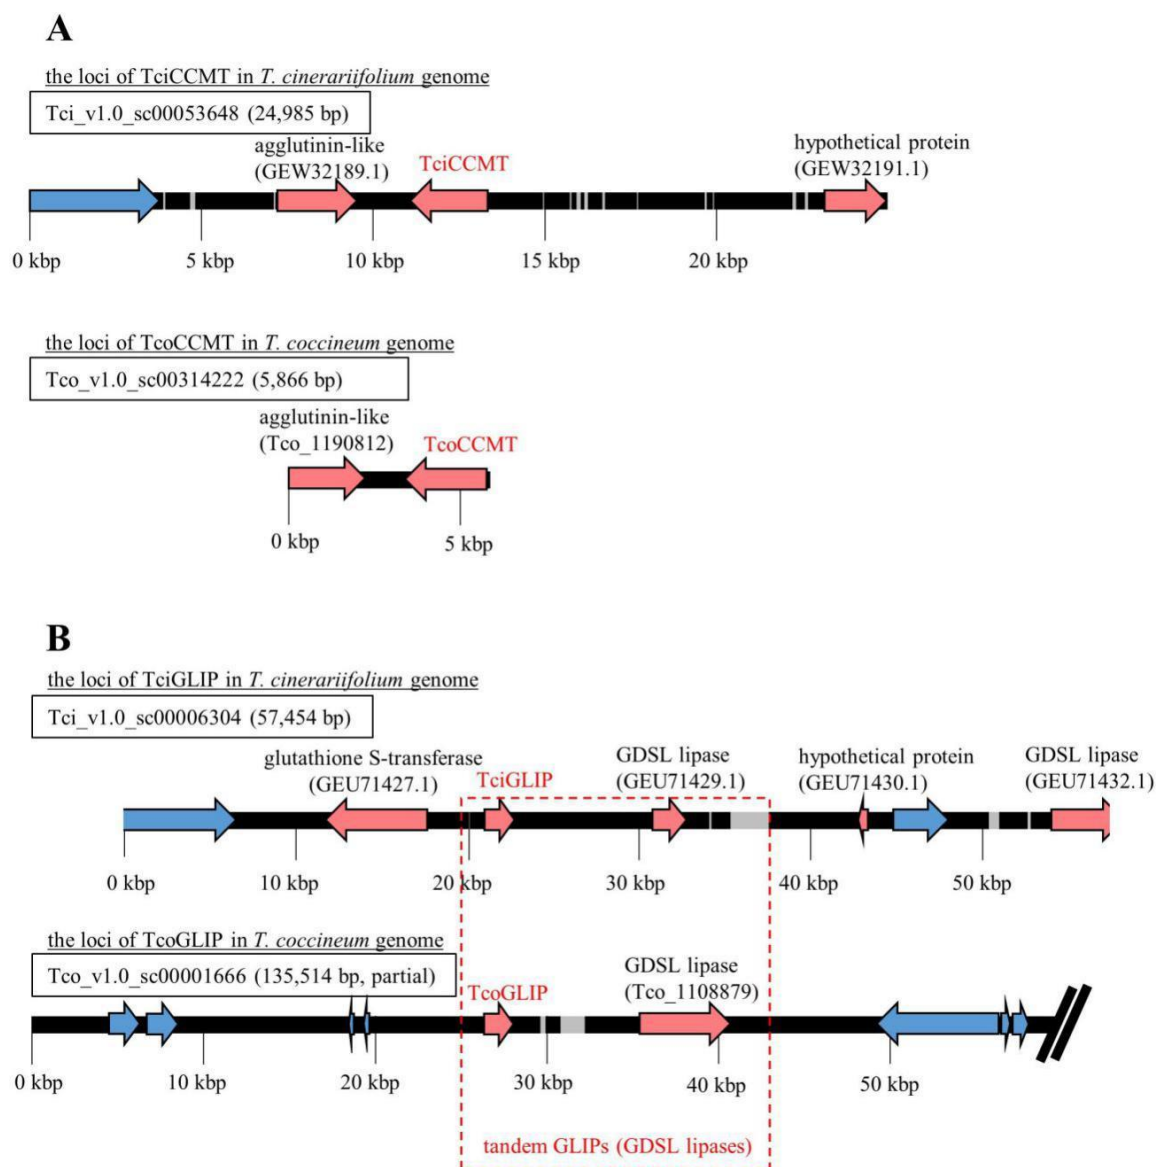 A
the loci of TciCCMT in T. cinerariifolium genome
Tci_v1.0_sc00053648 (24,985 bp)
agglutinin-like
(GEW32189.1)
TciCCMT
hypothetical protein
(GEW32191.1)
0 kbp
5 kbp
10 kbp
15 kbp
20 kbp
the loci of TcoCCMT in T. coccineum genome
Tco_v1.0_sc00314222 (5,866 bp)
agglutinin-like
(Tco_1190812)
TcoCCMT
0 kbp
5 kbp
B
the loci of TciGLIP in T. cinerariifolium genome
Tci_v1.0_sc00006304 (57,454 bp)
glutathione S-transferase
(GEU71427.1)
TciGLIP
GDSL lipase
(GEU71429.1)
hypothetical protein
(GEU71430.1)
GDSL lipase
(GEU71432.1)
0 kbp
10 kbp
20 kbp
30 kbp
40 kbp
50 kbp
the loci of TcoGLIP in T. coccineum genome
Tco_v1.0_sc00001666 (135,514 bp, partial)
TcoGLIP
GDSL lipase
(Tco_1108879)
0 kbp
10 kbp
20 kbp
30 kbp
40 kbp
50 kbp
tandem GLIPs (GDSL lipases)